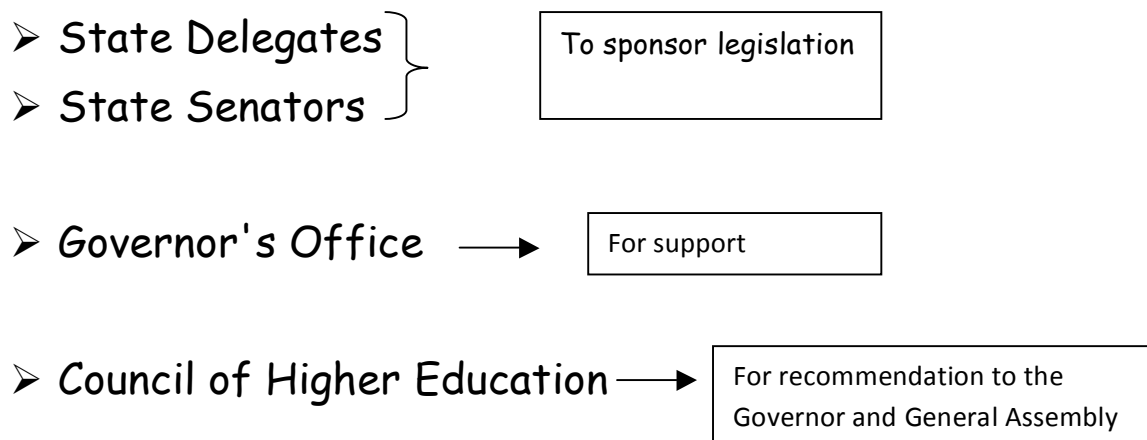 ➢ State Delegates
➢ State Senators
To sponsor legislation
➢ Governor's Office
For support
➢ Council of Higher Education
For recommendation to the
Governor and General Assembly